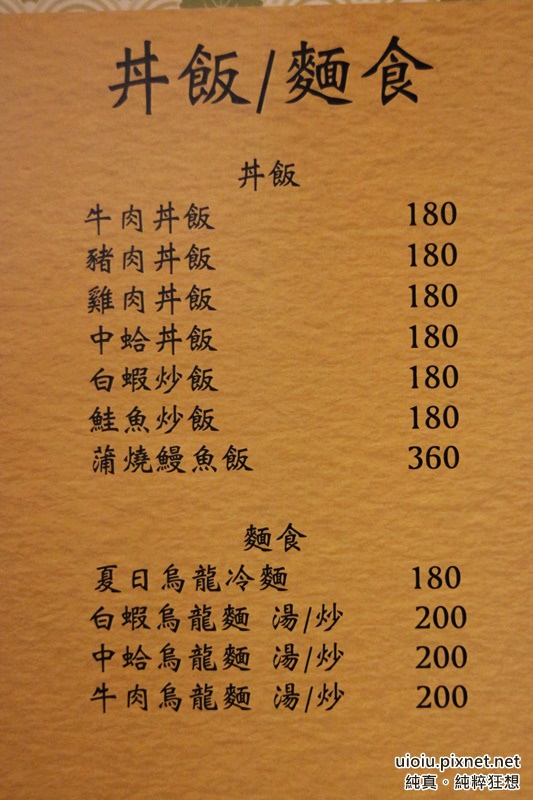 丼飯/麵食
丼飯
牛肉丼飯 180
豬肉丼飯 180
雞肉丼飯 180
中蛤丼飯 180
白蝦炒飯 180
鮭魚炒飯 180
蒲燒鰻魚飯 360
麵食
夏日烏龍冷麵 180
白蝦烏龍麵 湯/炒 200
中蛤烏龍麵 湯/炒 200
牛肉烏龍麵 湯/炒 200
uioiu.pixnet.net
純真。純粹狂想